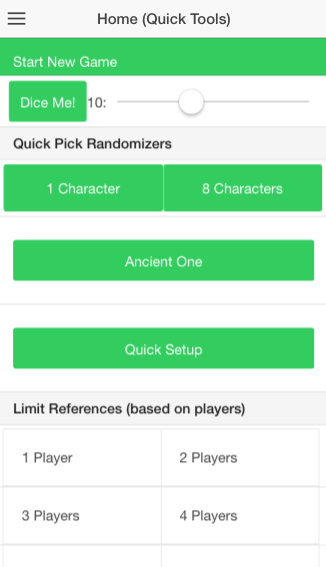 Home (Quick Tools)
Start New Game
Dice Me! 10:
Quick Pick Randomizers
1 Character 8 Characters
Ancient One
Quick Setup
Limit References (based on players)
1 Player 2 Players
3 Players 4 Players